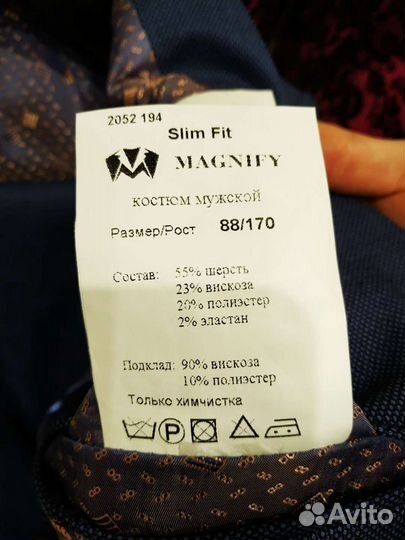 2052 194
Slim Fit
MAGNIFY
костюм мужской
Размер/Рост 88/170
Состав: 55% шерсть
23% вискоза
20% полиэстер
2% эластан
Подклад: 90% вискоза
10% полиэстер
Только химчистка
P
Avito